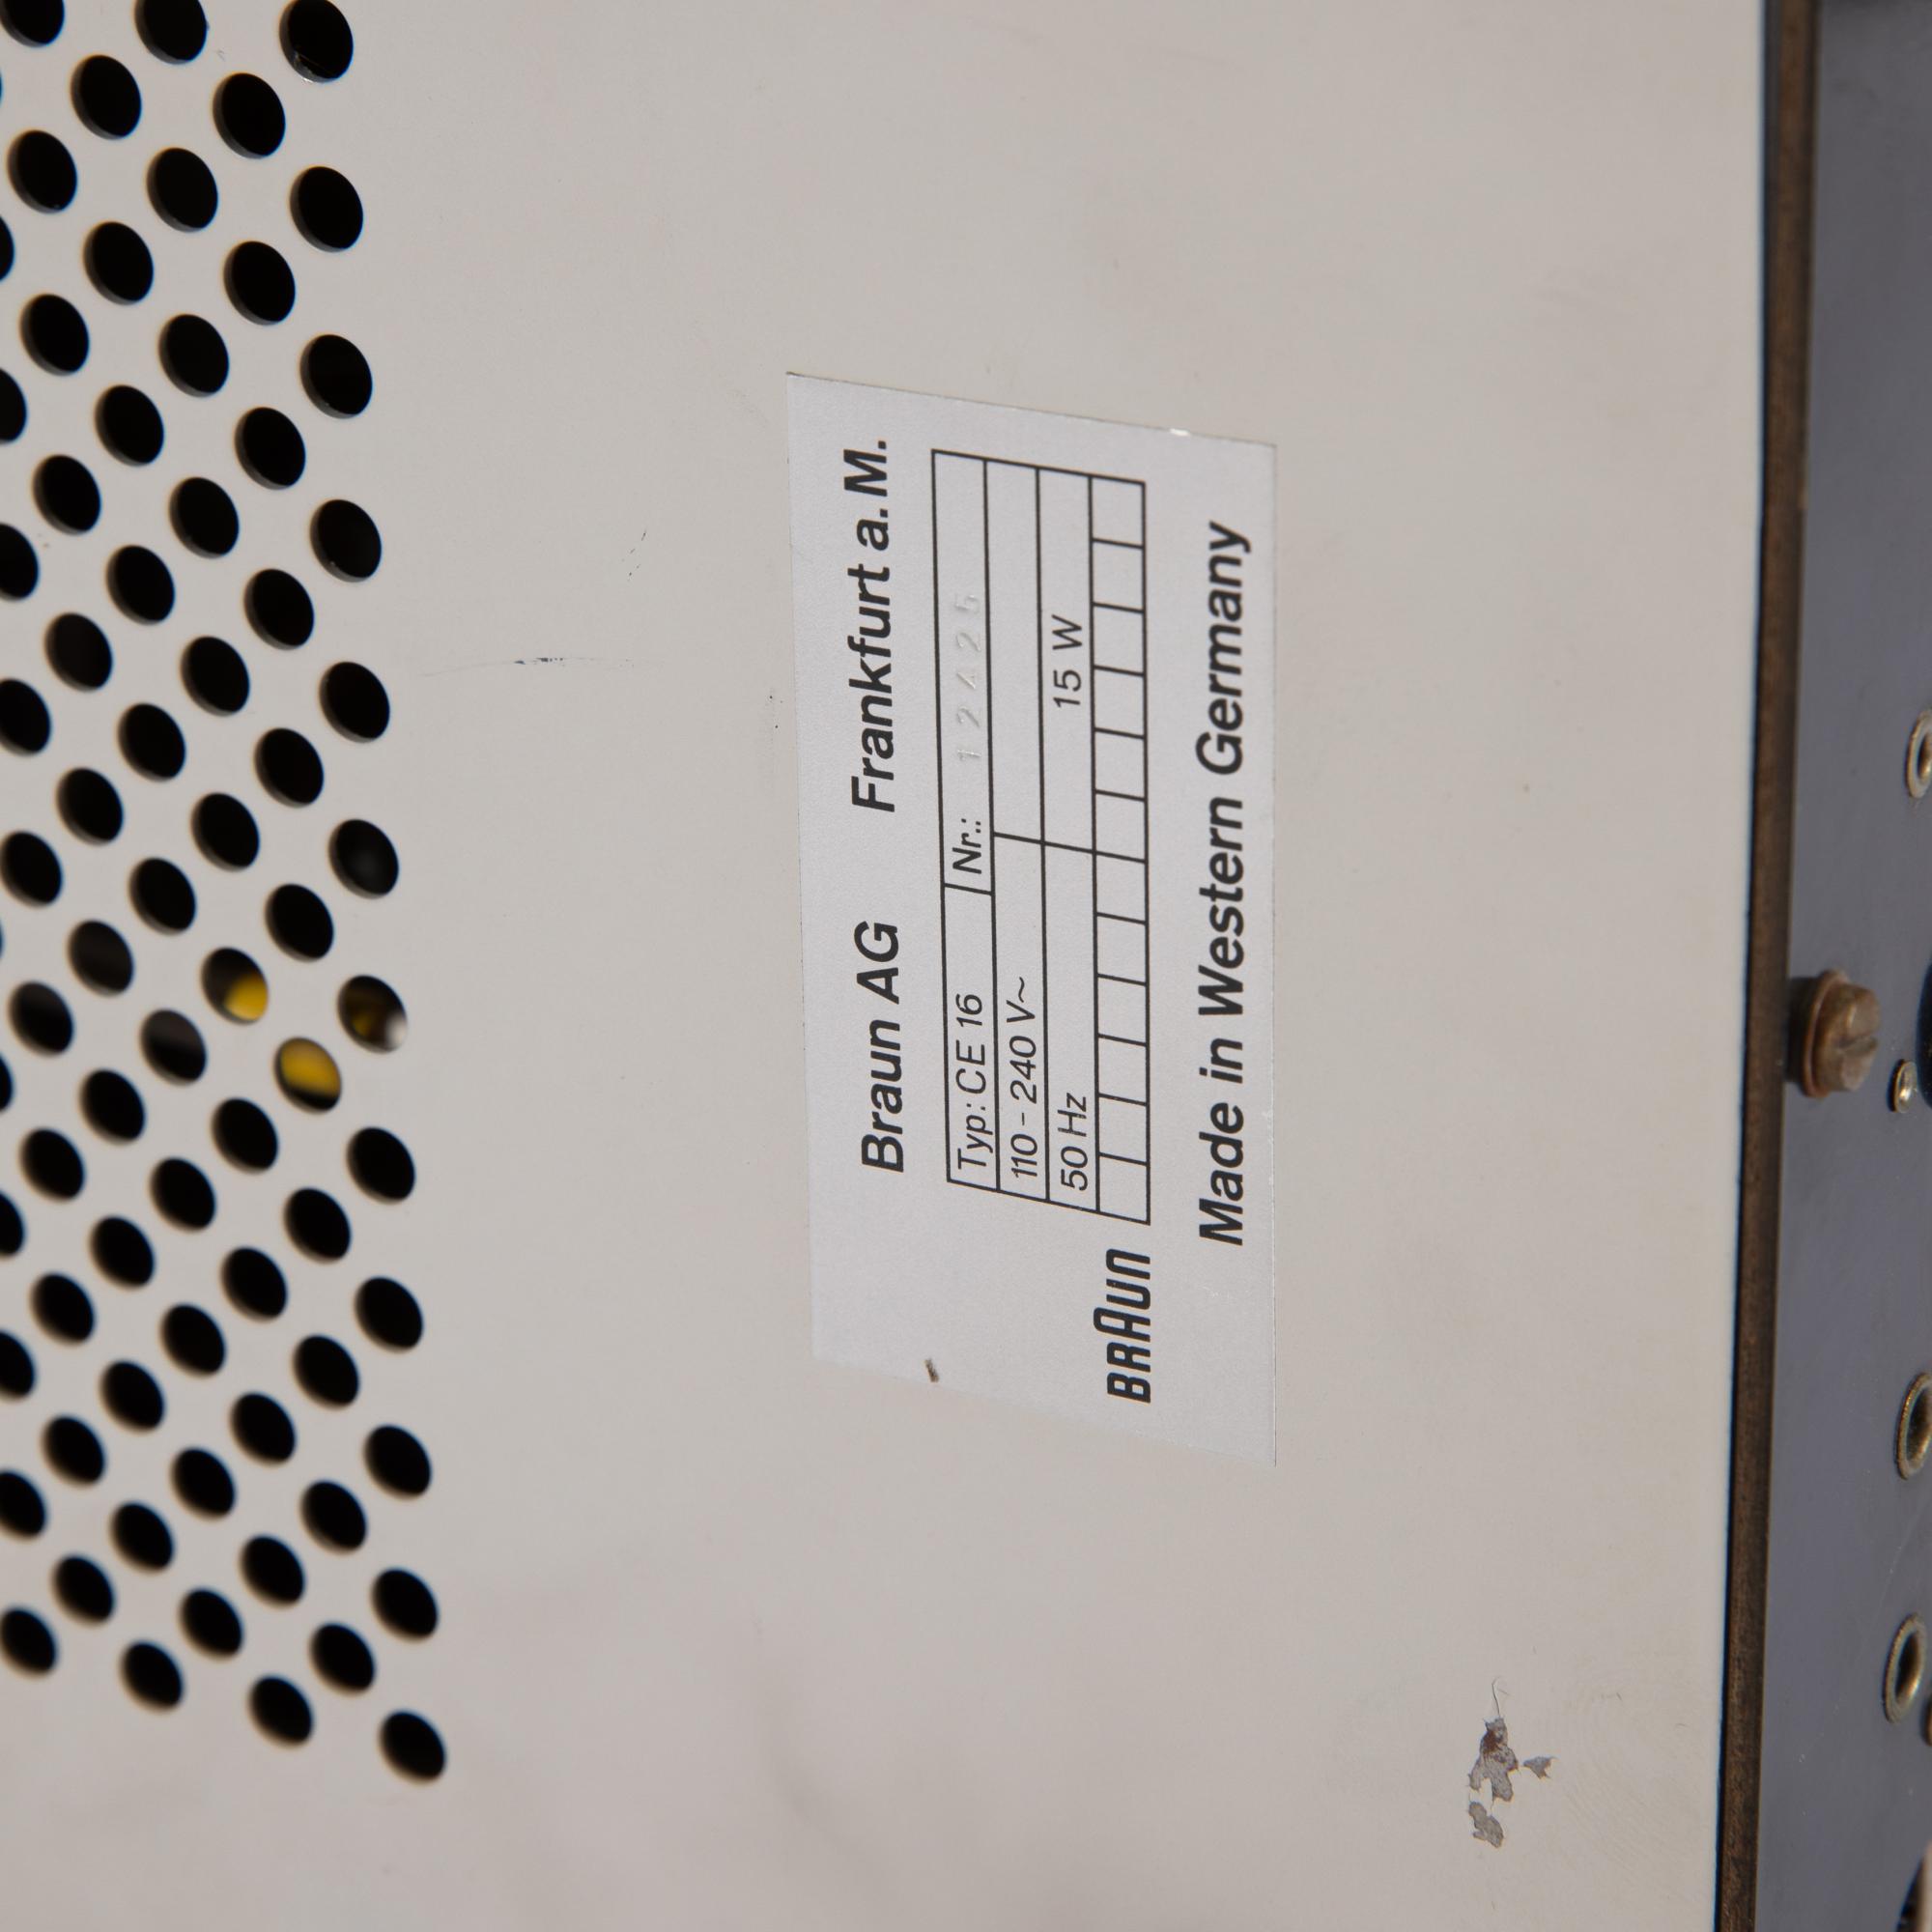 Braun AG Frankfurt a.M.
Typ: CE 16 Nr.: 12425
110-240 V~
50 Hz 15 W
BRAUN
Made in Western Germany